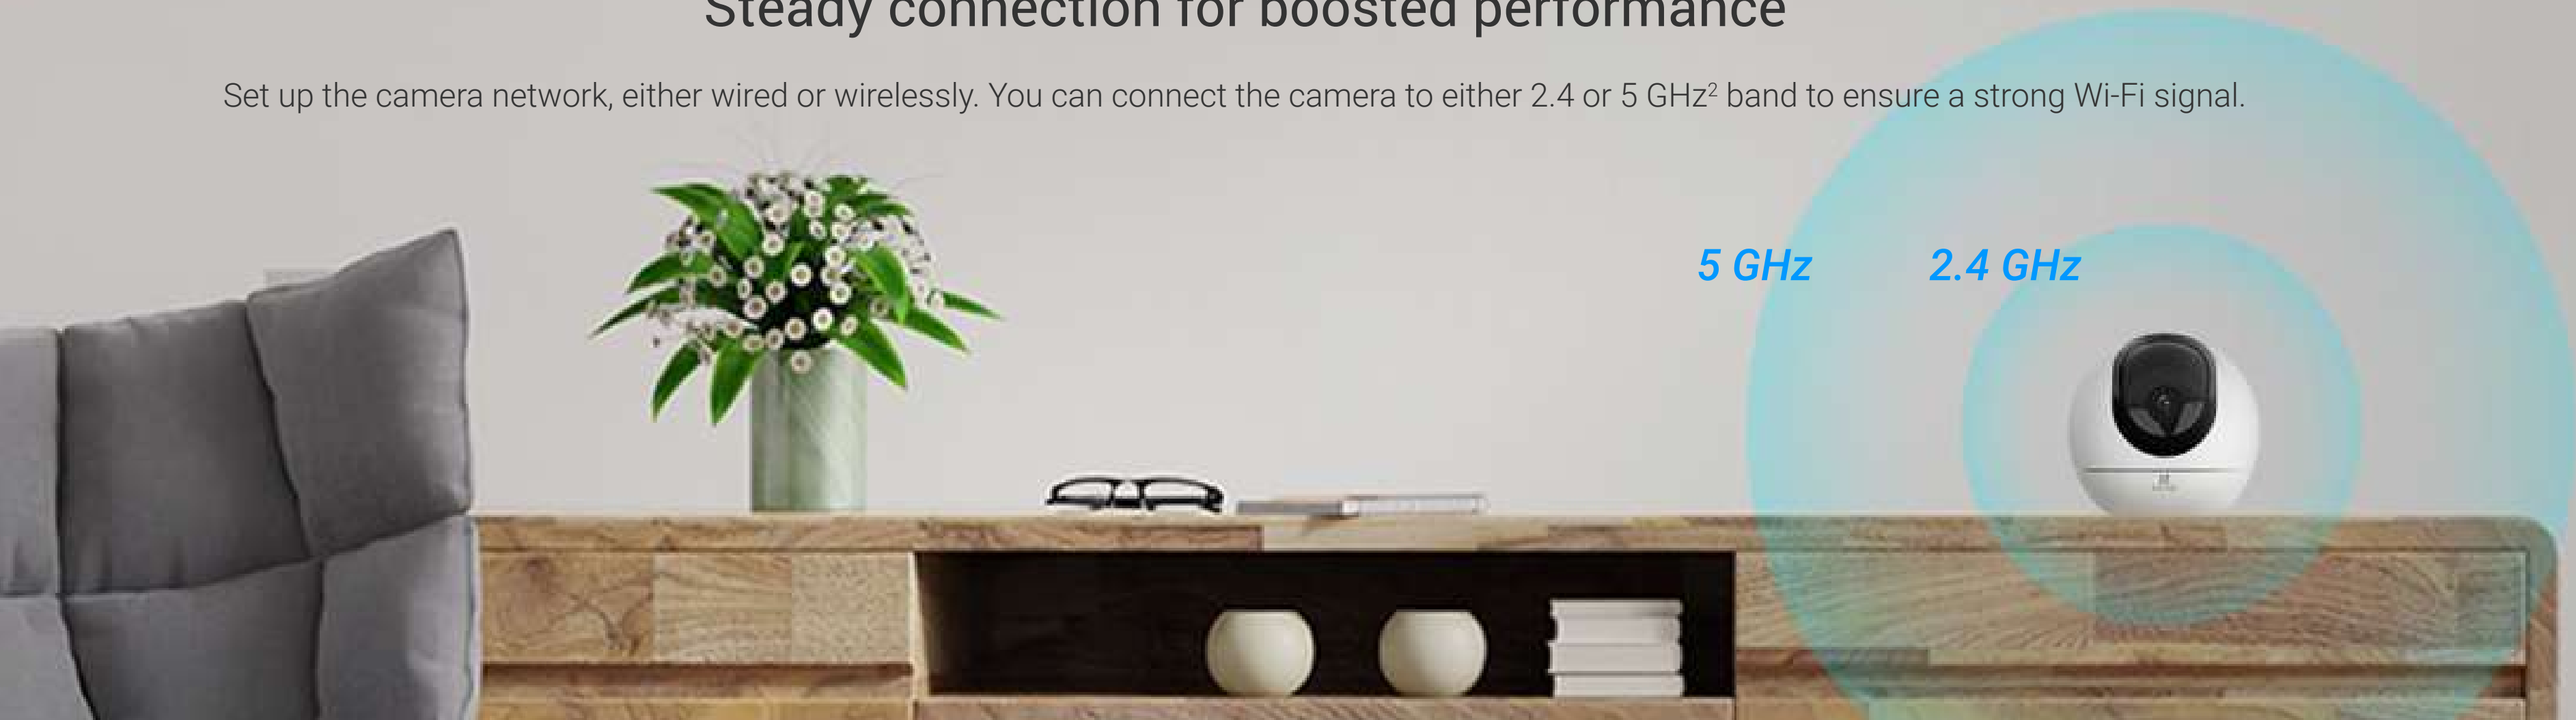 Steady connection for boosted performance
Set up the camera network, either wired or wirelessly. You can connect the camera to either 2.4 or 5 GHz² band to ensure a strong Wi-Fi signal.
5 GHz 2.4 GHz